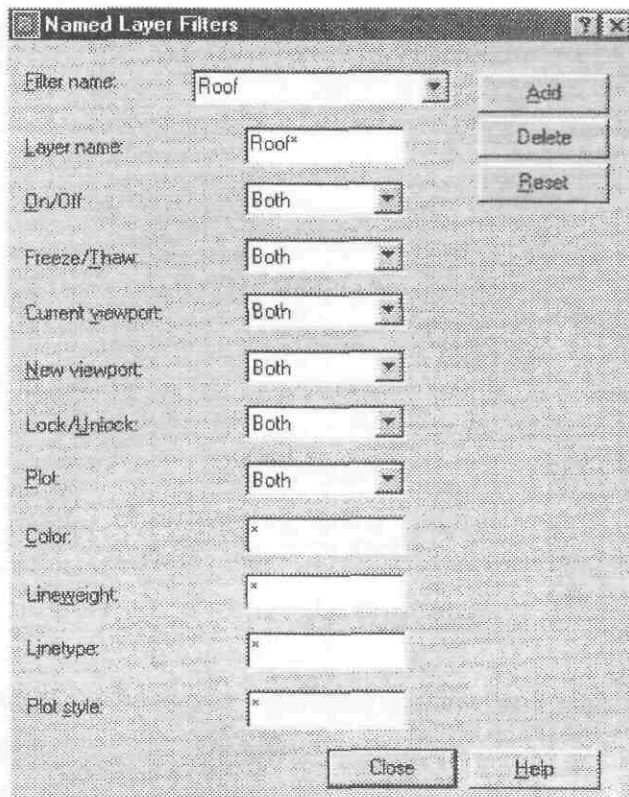 Named Layer Filters
Filter name: Roof Add
Layer name: Roof* Delete
On/Off Both Reset
Freeze/Thaw: Both
Current viewport: Both
New viewport: Both
Lock/Unlock: Both
Plot: Both
Color: *
Lineweight: *
Linetype: *
Plot style: *
Close Help